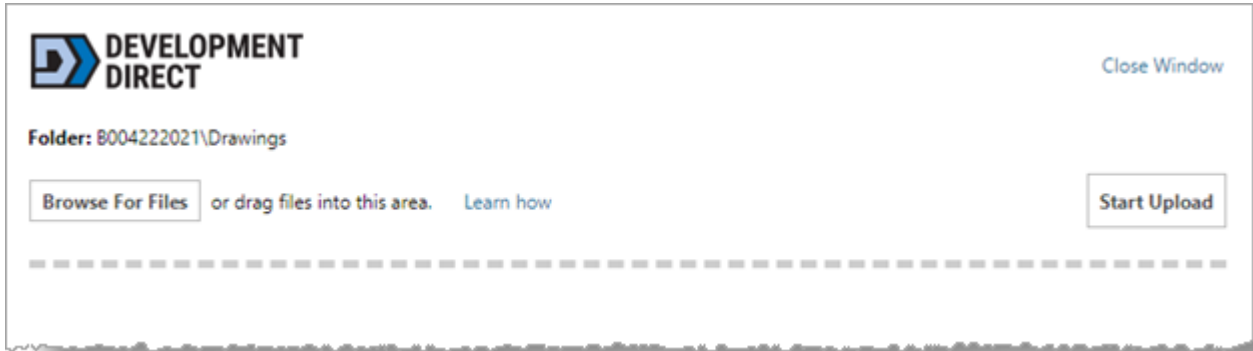 DEVELOPMENT
DIRECT
Close Window
Folder: B004222021\Drawings
Browse For Files or drag files into this area. Learn how Start Upload